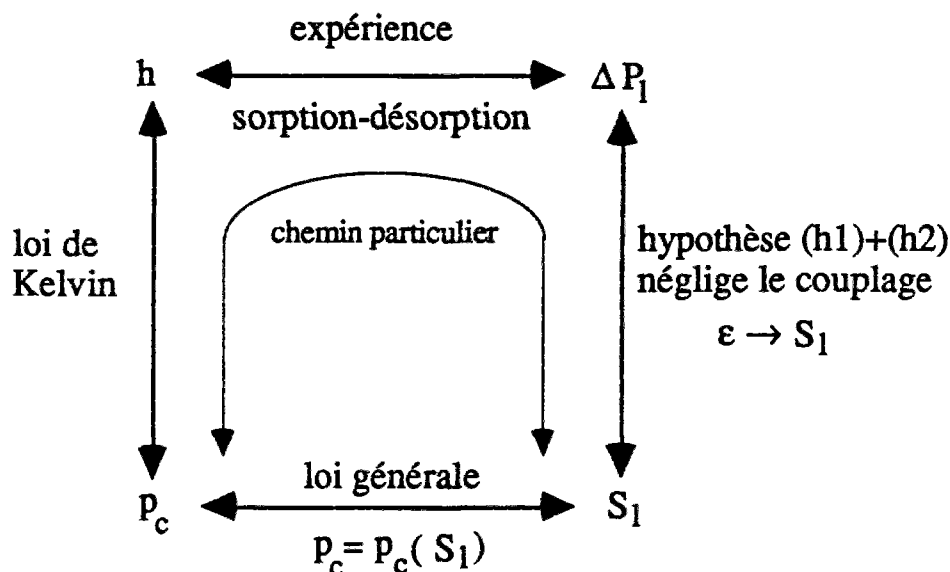 expérience
h
Δ P_l
sorption-désorption
chemin particulier
loi de
Kelvin
hypothèse (h1)+(h2)
néglige le couplage
ε → S_l
loi générale
p_c
S_l
p_c = p_c ( S_l )